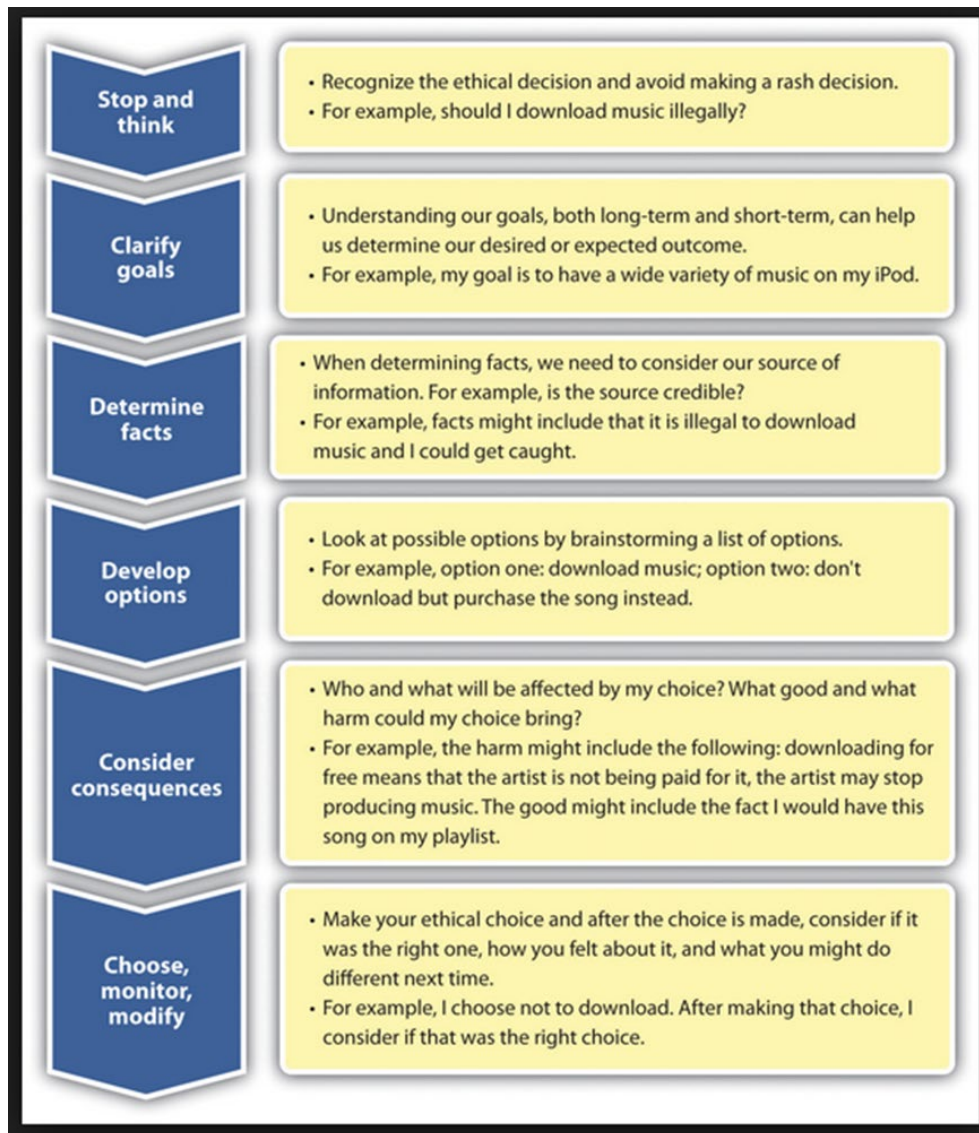 Stop and
think
• Recognize the ethical decision and avoid making a rash decision.
• For example, should I download music illegally?
Clarify
goals
• Understanding our goals, both long-term and short-term, can help
us determine our desired or expected outcome.
• For example, my goal is to have a wide variety of music on my iPod.
Determine
facts
• When determining facts, we need to consider our source of
information. For example, is the source credible?
• For example, facts might include that it is illegal to download
music and I could get caught.
Develop
options
• Look at possible options by brainstorming a list of options.
• For example, option one: download music; option two: don't
download but purchase the song instead.
Consider
consequences
• Who and what will be affected by my choice? What good and what
harm could my choice bring?
• For example, the harm might include the following: downloading for
free means that the artist is not being paid for it, the artist may stop
producing music. The good might include the fact I would have this
song on my playlist.
Choose,
monitor,
modify
• Make your ethical choice and after the choice is made, consider if it
was the right one, how you felt about it, and what you might do
different next time.
• For example, I choose not to download. After making that choice, I
consider if that was the right choice.